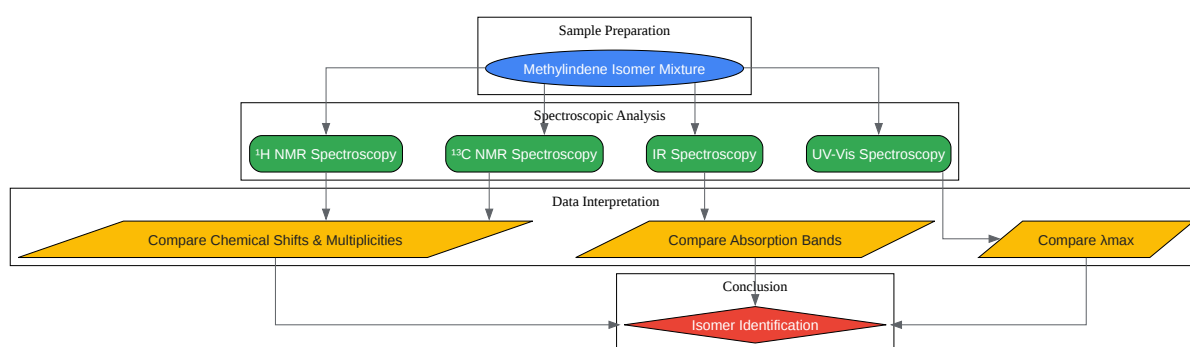 Sample Preparation
Methylindene Isomer Mixture
Spectroscopic Analysis
¹H NMR Spectroscopy
¹³C NMR Spectroscopy
IR Spectroscopy
UV-Vis Spectroscopy
Data Interpretation
Compare Chemical Shifts & Multiplicities
Compare Absorption Bands
Compare λmax
Conclusion
Isomer Identification